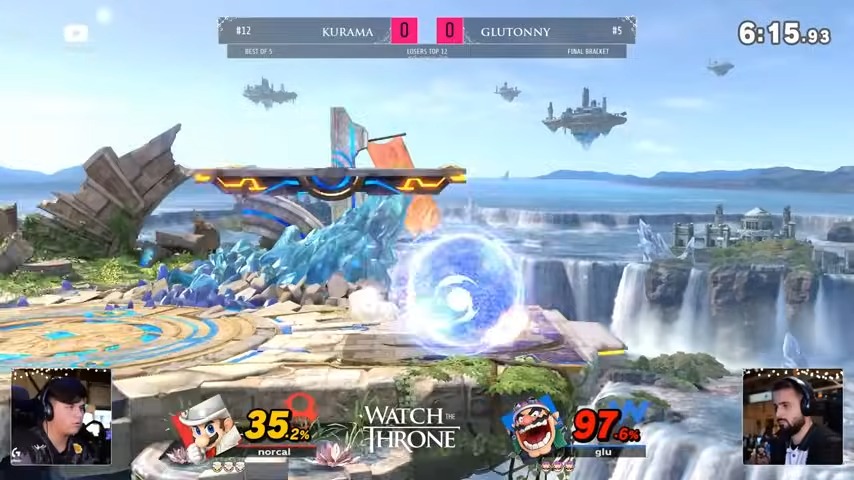 #12 KURAMA 0 0 GLUTONNY #5
BEST OF 5 LOSERS TOP 12 FINAL BRACKET
6:15.93
WATCH THE THRONE
35.2%
norcal
97.6%
glu